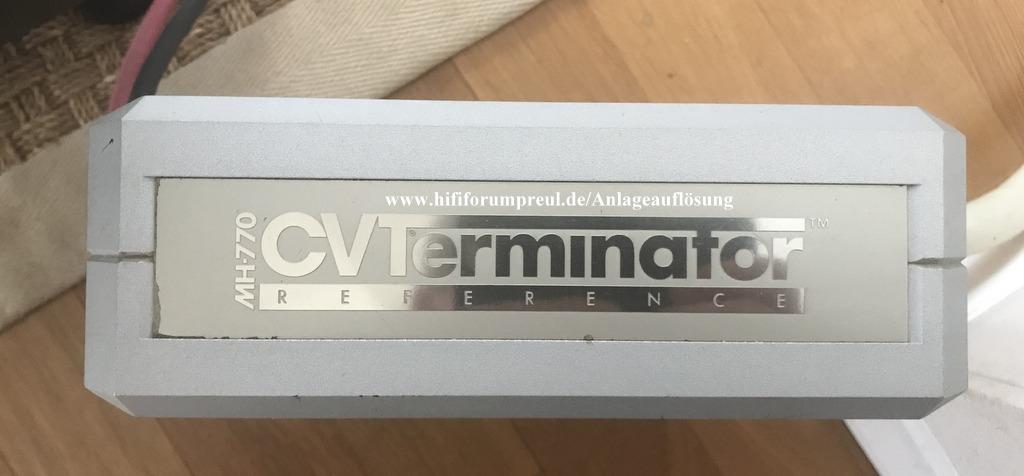 www.hififorumpreul.de/Anlageauflösung
MH-770
CVTerminator™
REFERENCE